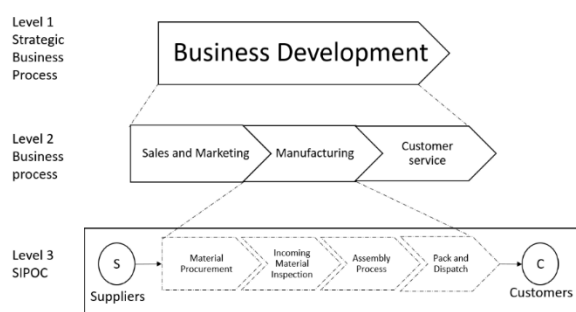 Level 1
Strategic
Business
Process
Business Development
Level 2
Business
process
Sales and Marketing
Manufacturing
Customer
service
Level 3
SIPOC
S
Suppliers
Material
Procurement
Incoming
Material
Inspection
Assembly
Process
Pack and
Dispatch
C
Customers